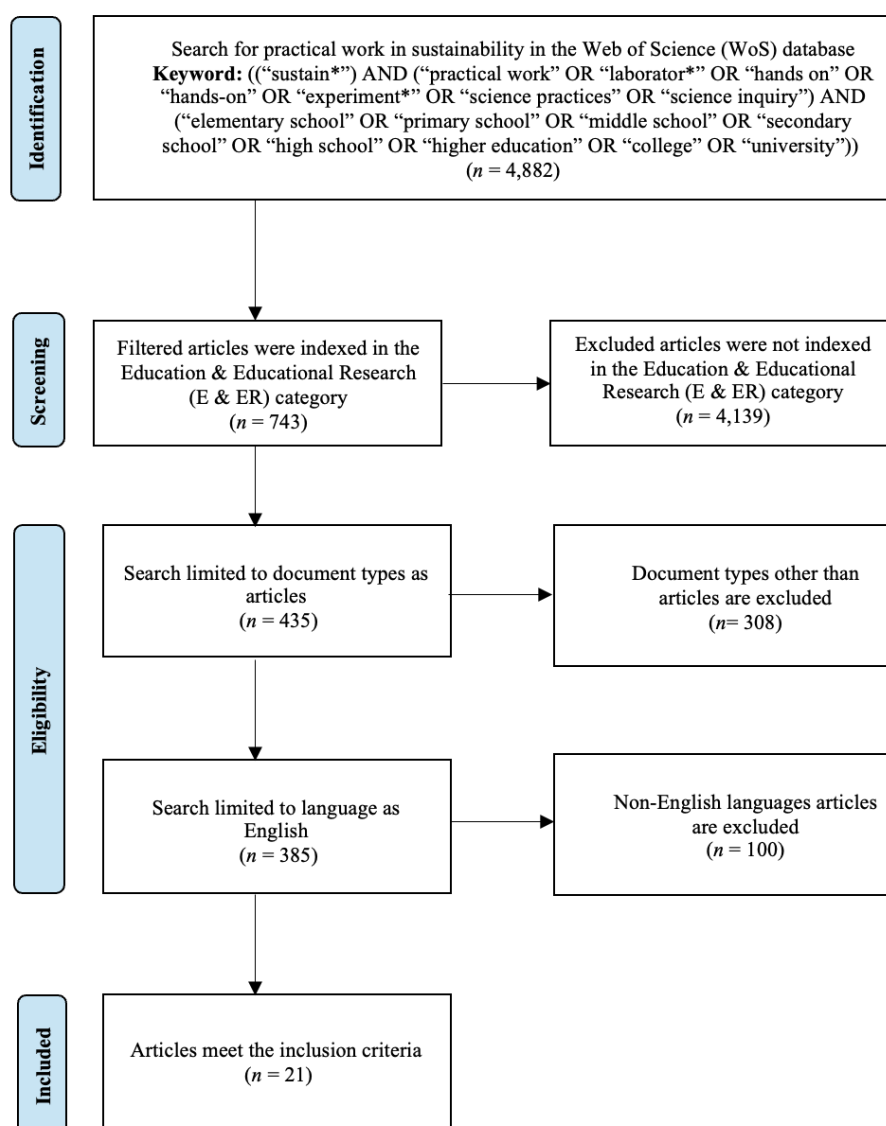 Identification
Search for practical work in sustainability in the Web of Science (WoS) database
Keyword: ((“sustain*”) AND (“practical work” OR “laborator*” OR “hands on” OR
“hands-on” OR “experiment*” OR “science practices” OR “science inquiry”) AND
(“elementary school” OR “primary school” OR “middle school” OR “secondary
school” OR “high school” OR “higher education” OR “college” OR “university”))
(n = 4,882)
Screening
Filtered articles were indexed in the
Education & Educational Research
(E & ER) category
(n = 743)
Excluded articles were not indexed
in the Education & Educational
Research (E & ER) category
(n = 4,139)
Eligibility
Search limited to document types as
articles
(n = 435)
Document types other than
articles are excluded
(n= 308)
Search limited to language as
English
(n = 385)
Non-English languages articles
are excluded
(n = 100)
Included
Articles meet the inclusion criteria
(n = 21)